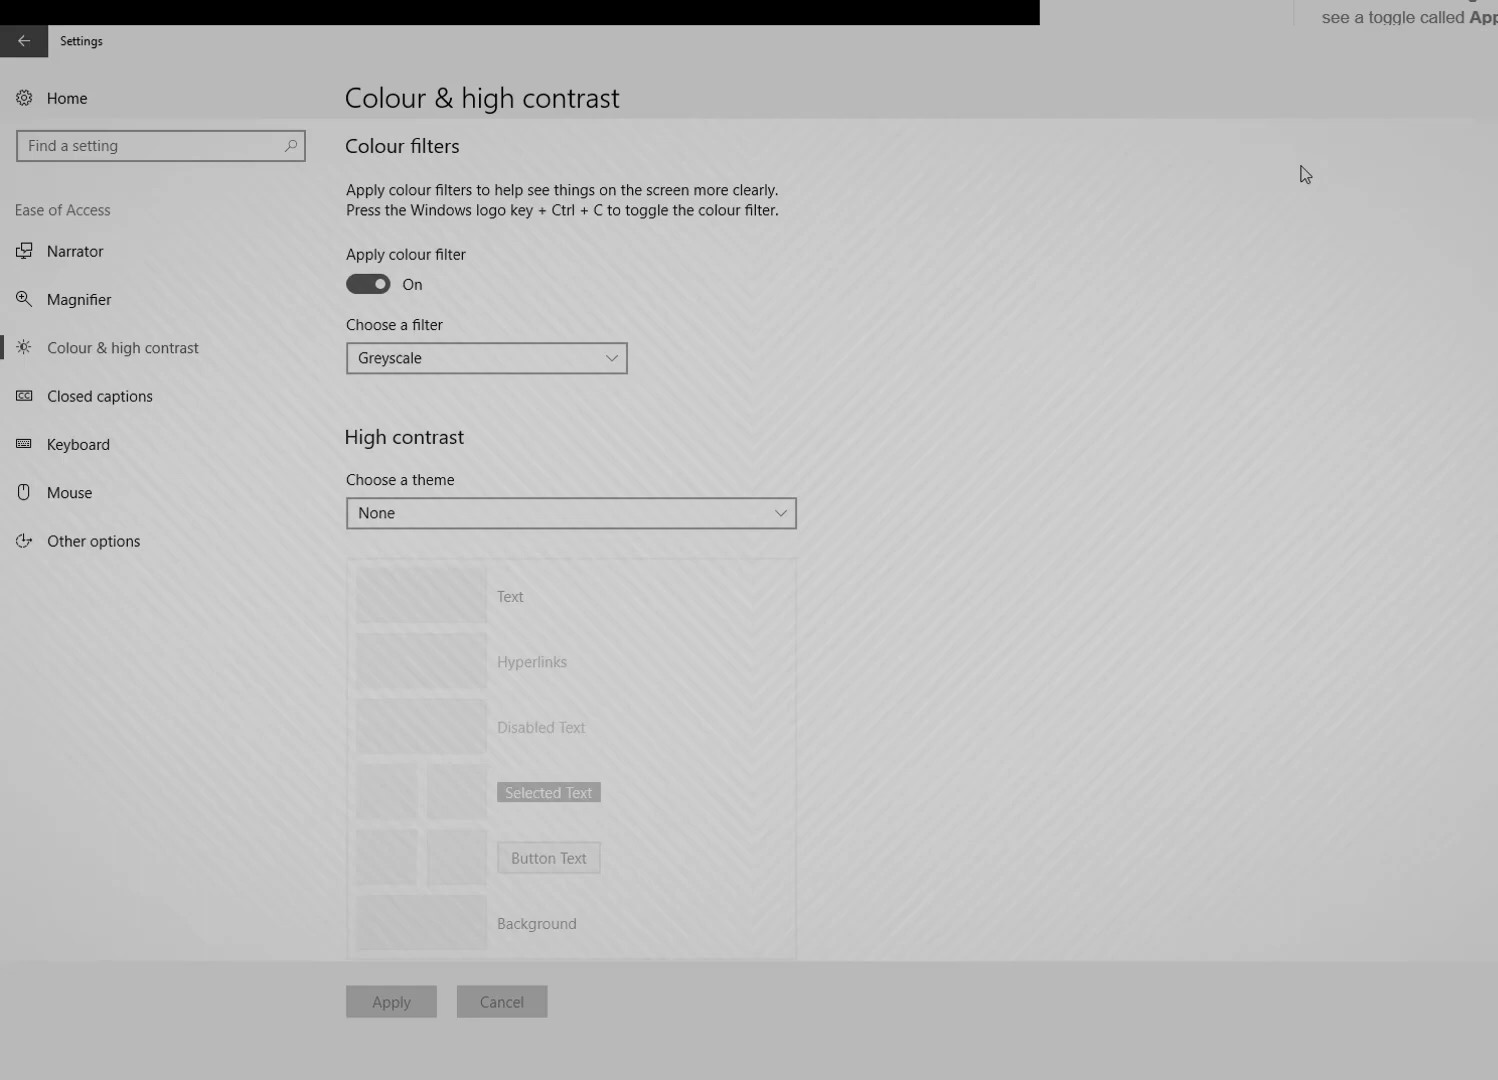 see a toggle called App
Settings
Home
Colour & high contrast
Find a setting
Colour filters
Apply colour filters to help see things on the screen more clearly.
Press the Windows logo key + Ctrl + C to toggle the colour filter.
Ease of Access
Narrator
Magnifier
Colour & high contrast
Closed captions
Keyboard
Mouse
Other options
Apply colour filter
On
Choose a filter
Greyscale
High contrast
Choose a theme
None
Text
Hyperlinks
Disabled Text
Selected Text
Button Text
Background
Apply
Cancel